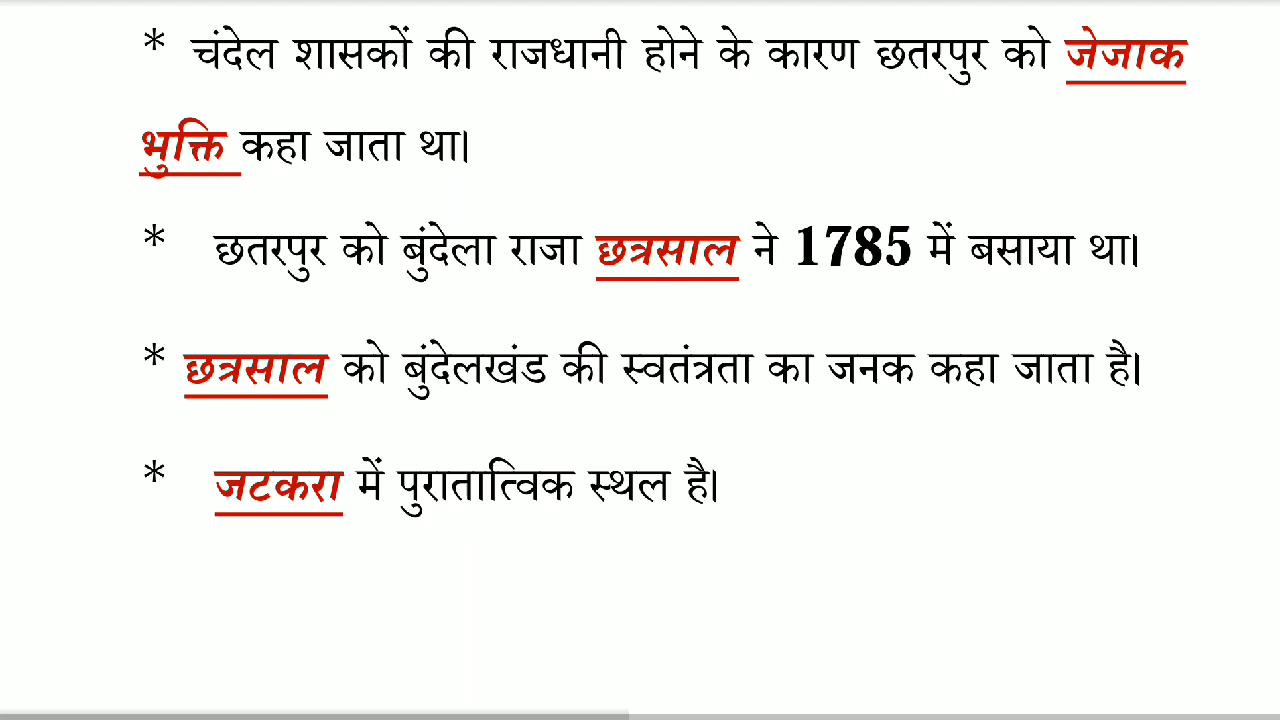 * चंदेल शासकों की राजधानी होने के कारण छतरपुर को जेजाक
भुक्ति कहा जाता था।
* छतरपुर को बुंदेला राजा छत्रसाल ने 1785 में बसाया था।
* छत्रसाल को बुंदेलखंड की स्वतंत्रता का जनक कहा जाता है।
* जटकरा में पुरातात्विक स्थल है।